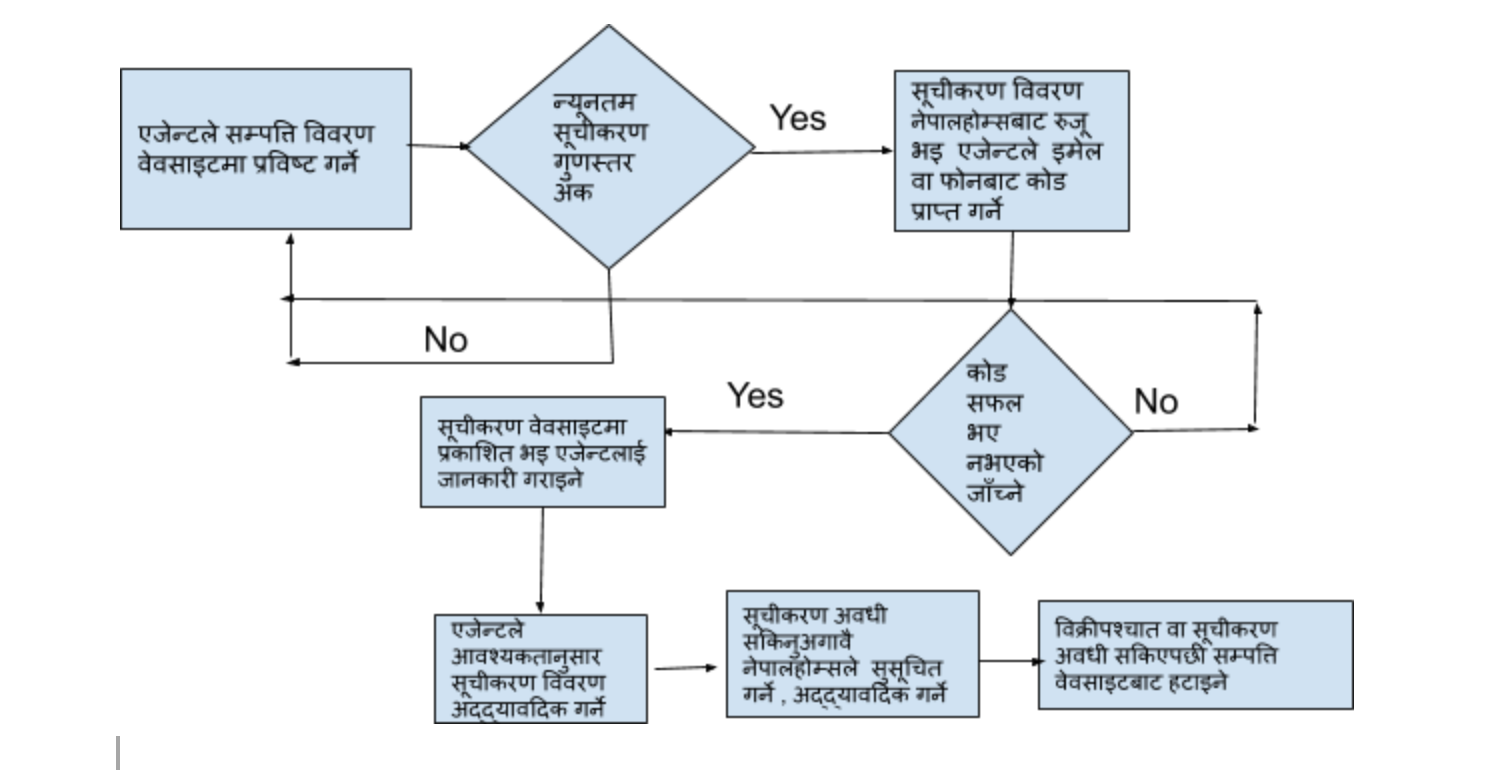 एजेन्टले सम्पत्ति विवरण
वेवसाइटमा प्रविष्ट गर्ने
न्यूनतम
सूचीकरण
गुणस्तर
अंक
Yes
सूचीकरण विवरण
नेपालहोम्सबाट रुजू
भइ एजेन्टले इमेल
वा फोनबाट कोड
प्राप्त गर्ने
No
कोड
सफल
भए
नभएको
जाँच्ने
No
Yes
सूचीकरण वेवसाइटमा
प्रकाशित भइ एजेन्टलाई
जानकारी गराइने
एजेन्टले
आवश्यकतानुसार
सूचीकरण विवरण
अद्द्यावदिक गर्ने
सूचीकरण अवधी
सकिनुअगावै
नेपालहोम्सले सुसूचित
गर्ने , अद्द्यावदिक गर्ने
विक्रीपश्चात वा सूचीकरण
अवधी सकिएपछी सम्पत्ति
वेवसाइटबाट हटाइने